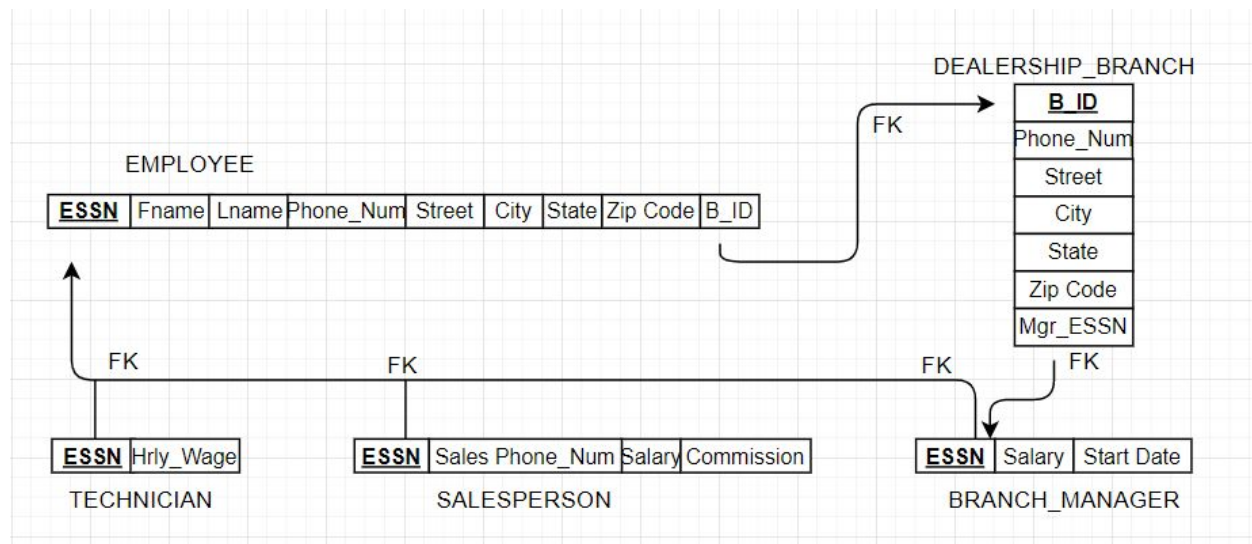 DEALERSHIP_BRANCH
B_ID
Phone_Num
Street
City
State
Zip Code
Mgr_ESSN
FK
FK
EMPLOYEE
ESSN Fname Lname Phone_Num Street City State Zip Code B_ID
FK FK FK
ESSN Hrly_Wage
TECHNICIAN
ESSN Sales Phone_Num Salary Commission
SALESPERSON
ESSN Salary Start Date
BRANCH_MANAGER